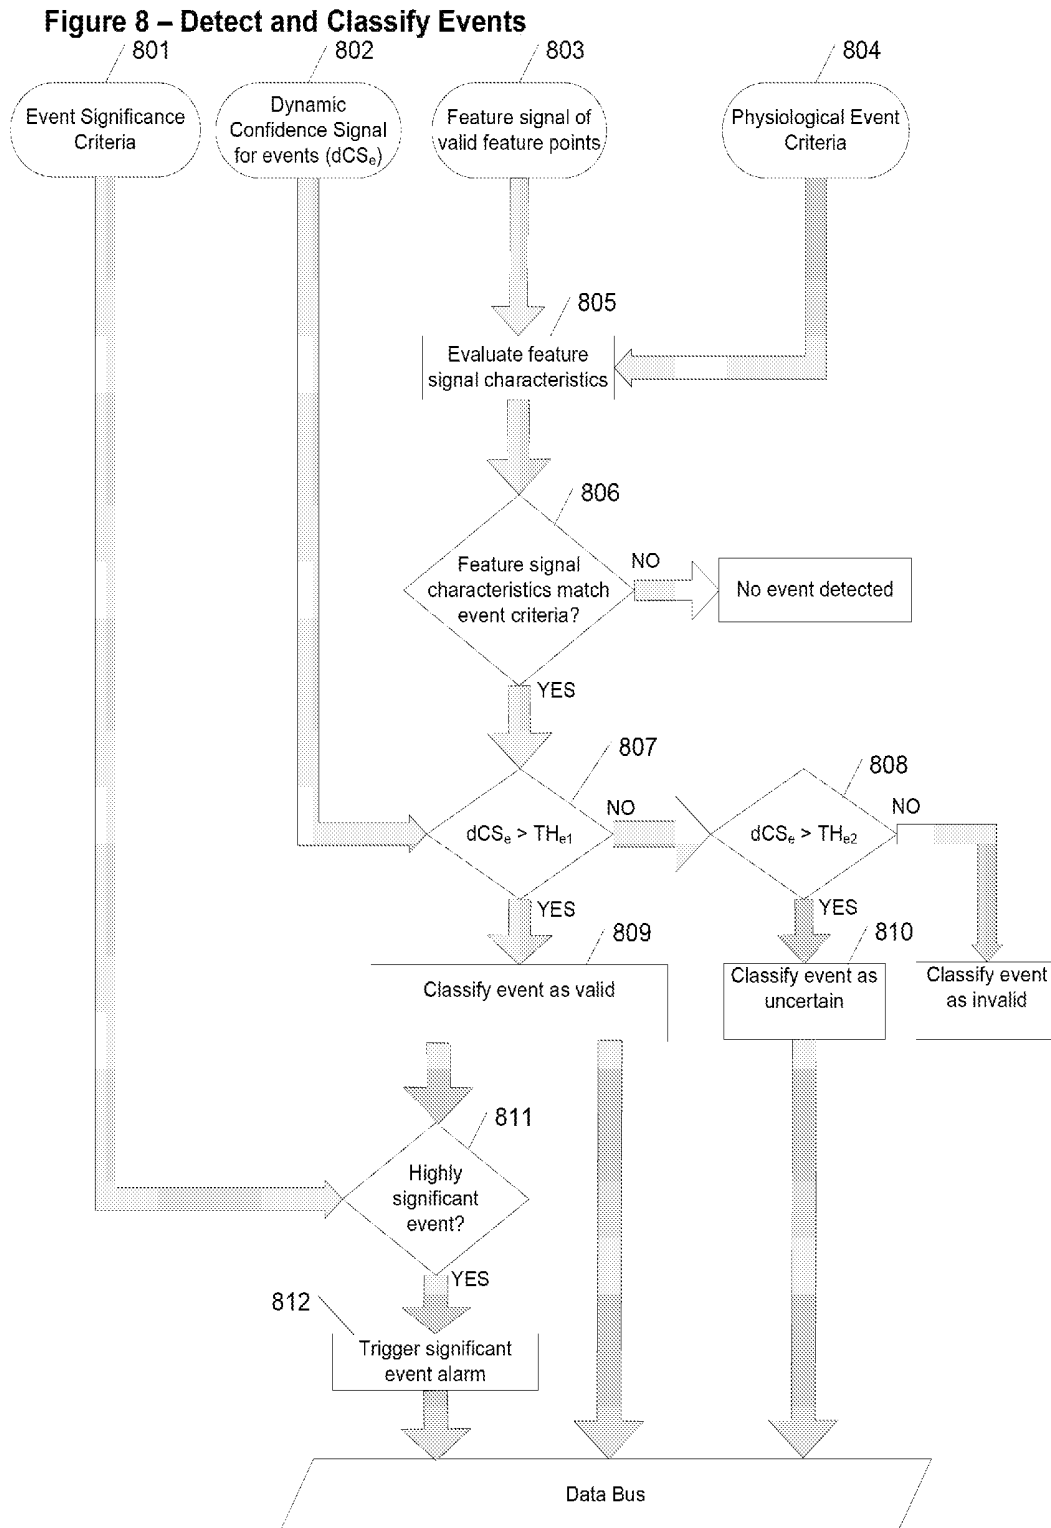 Figure 8 – Detect and Classify Events
801
802
803
804
Event Significance
Criteria
Dynamic
Confidence Signal
for events (dCSe)
Feature signal of
valid feature points
Physiological Event
Criteria
805
Evaluate feature
signal characteristics
806
Feature signal
characteristics match
event criteria?
NO
No event detected
YES
807
dCSe > THe1
NO
808
dCSe > THe2
NO
YES
YES
809
Classify event as valid
810
Classify event as
uncertain
Classify event
as invalid
811
Highly
significant
event?
YES
812
Trigger significant
event alarm
Data Bus